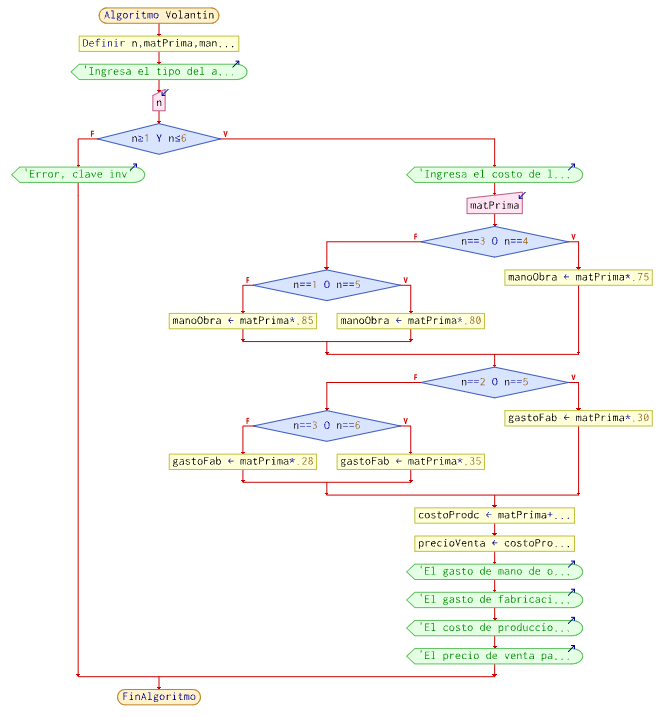 Algoritmo Volantin
Definir n,matPrima,man...
'Ingresa el tipo del a...
n
n≥1 Y n≤6
F
V
'Error, clave inv
'Ingresa el costo de l...
matPrima
n==3 O n==4
F
V
n==1 O n==5
F
V
manoObra ← matPrima*.75
manoObra ← matPrima*.85
manoObra ← matPrima*.80
n==2 O n==5
F
V
n==3 O n==6
F
V
gastoFab ← matPrima*.30
gastoFab ← matPrima*.28
gastoFab ← matPrima*.35
costoProdc ← matPrima+...
precioVenta ← costoPro...
'El gasto de mano de o...
'El gasto de fabricaci...
'El costo de produccio...
'El precio de venta pa...
FinAlgoritmo